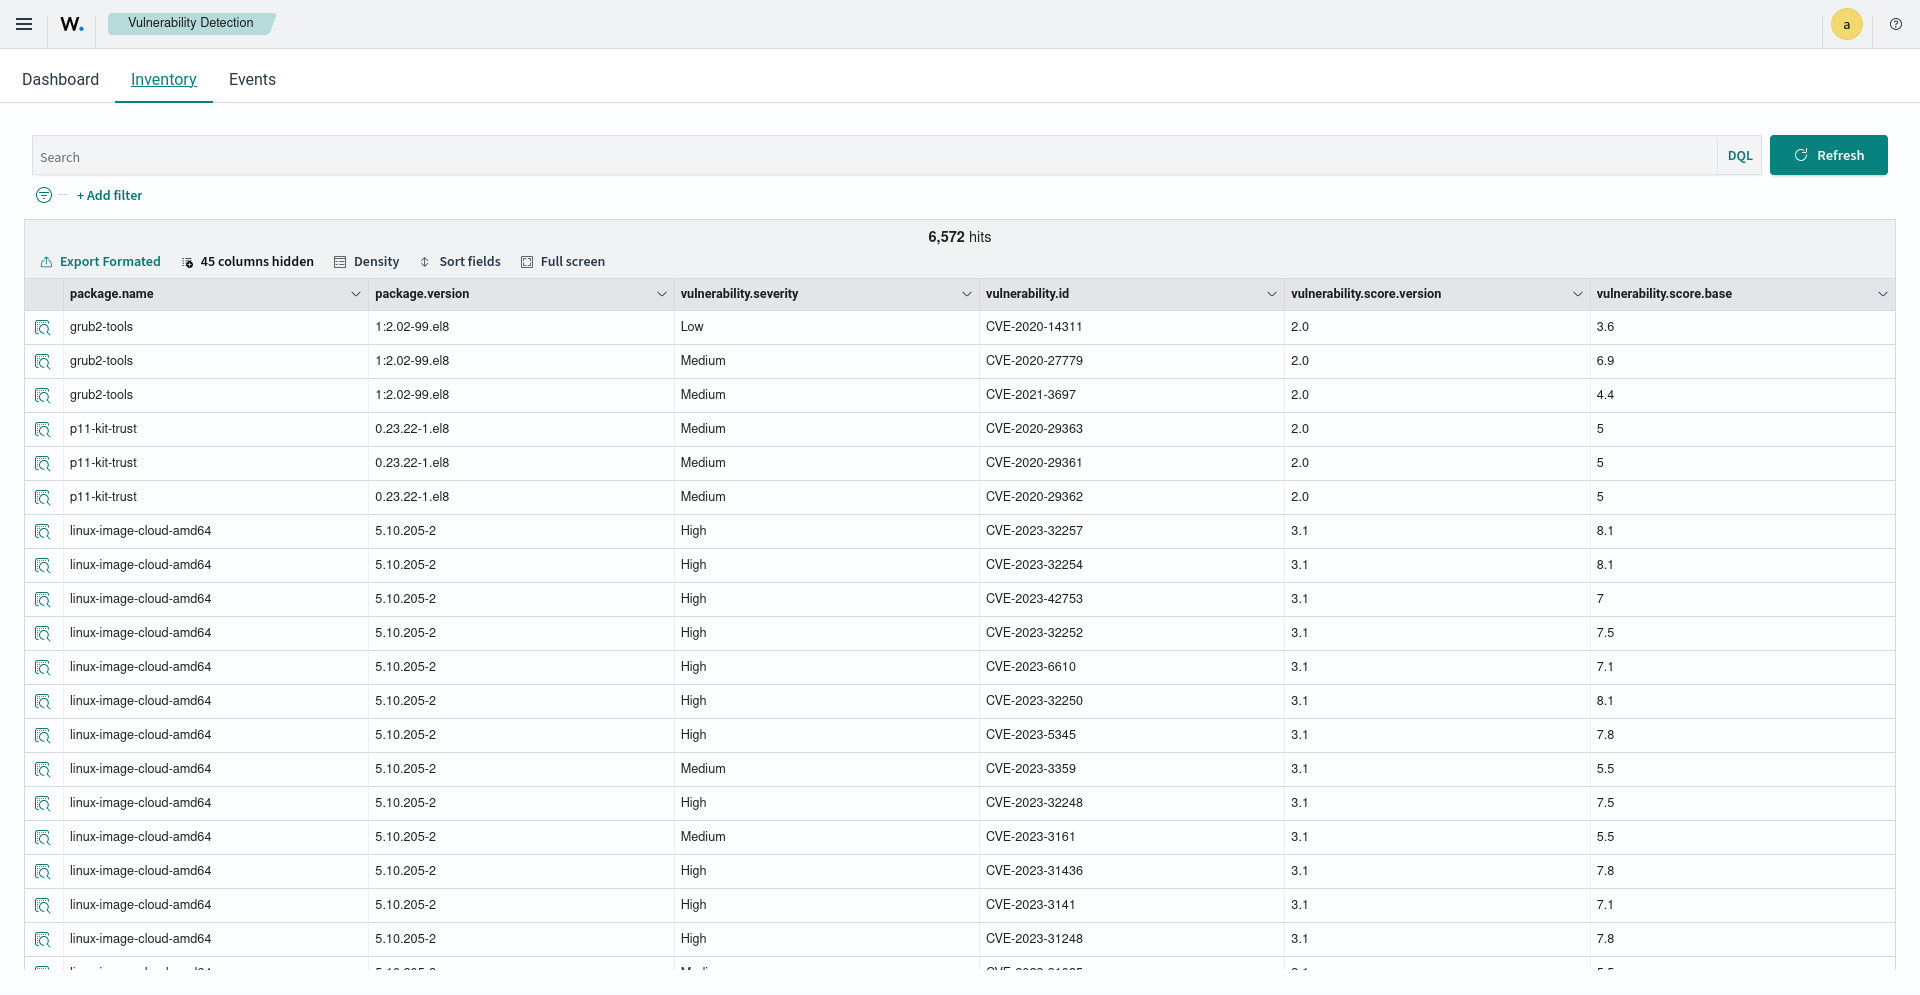 W. Vulnerability Detection a
Dashboard Inventory Events
Search DQL Refresh
+ Add filter
6,572 hits
Export Formated 45 columns hidden Density Sort fields Full screen
package.name package.version vulnerability.severity vulnerability.id vulnerability.score.version vulnerability.score.base
grub2-tools 1:2.02-99.el8 Low CVE-2020-14311 2.0 3.6
grub2-tools 1:2.02-99.el8 Medium CVE-2020-27779 2.0 6.9
grub2-tools 1:2.02-99.el8 Medium CVE-2021-3697 2.0 4.4
p11-kit-trust 0.23.22-1.el8 Medium CVE-2020-29363 2.0 5
p11-kit-trust 0.23.22-1.el8 Medium CVE-2020-29361 2.0 5
p11-kit-trust 0.23.22-1.el8 Medium CVE-2020-29362 2.0 5
linux-image-cloud-amd64 5.10.205-2 High CVE-2023-32257 3.1 8.1
linux-image-cloud-amd64 5.10.205-2 High CVE-2023-32254 3.1 8.1
linux-image-cloud-amd64 5.10.205-2 High CVE-2023-42753 3.1 7
linux-image-cloud-amd64 5.10.205-2 High CVE-2023-32252 3.1 7.5
linux-image-cloud-amd64 5.10.205-2 High CVE-2023-6610 3.1 7.1
linux-image-cloud-amd64 5.10.205-2 High CVE-2023-32250 3.1 8.1
linux-image-cloud-amd64 5.10.205-2 High CVE-2023-5345 3.1 7.8
linux-image-cloud-amd64 5.10.205-2 Medium CVE-2023-3359 3.1 5.5
linux-image-cloud-amd64 5.10.205-2 High CVE-2023-32248 3.1 7.5
linux-image-cloud-amd64 5.10.205-2 Medium CVE-2023-3161 3.1 5.5
linux-image-cloud-amd64 5.10.205-2 High CVE-2023-31436 3.1 7.8
linux-image-cloud-amd64 5.10.205-2 High CVE-2023-3141 3.1 7.1
linux-image-cloud-amd64 5.10.205-2 High CVE-2023-31248 3.1 7.8